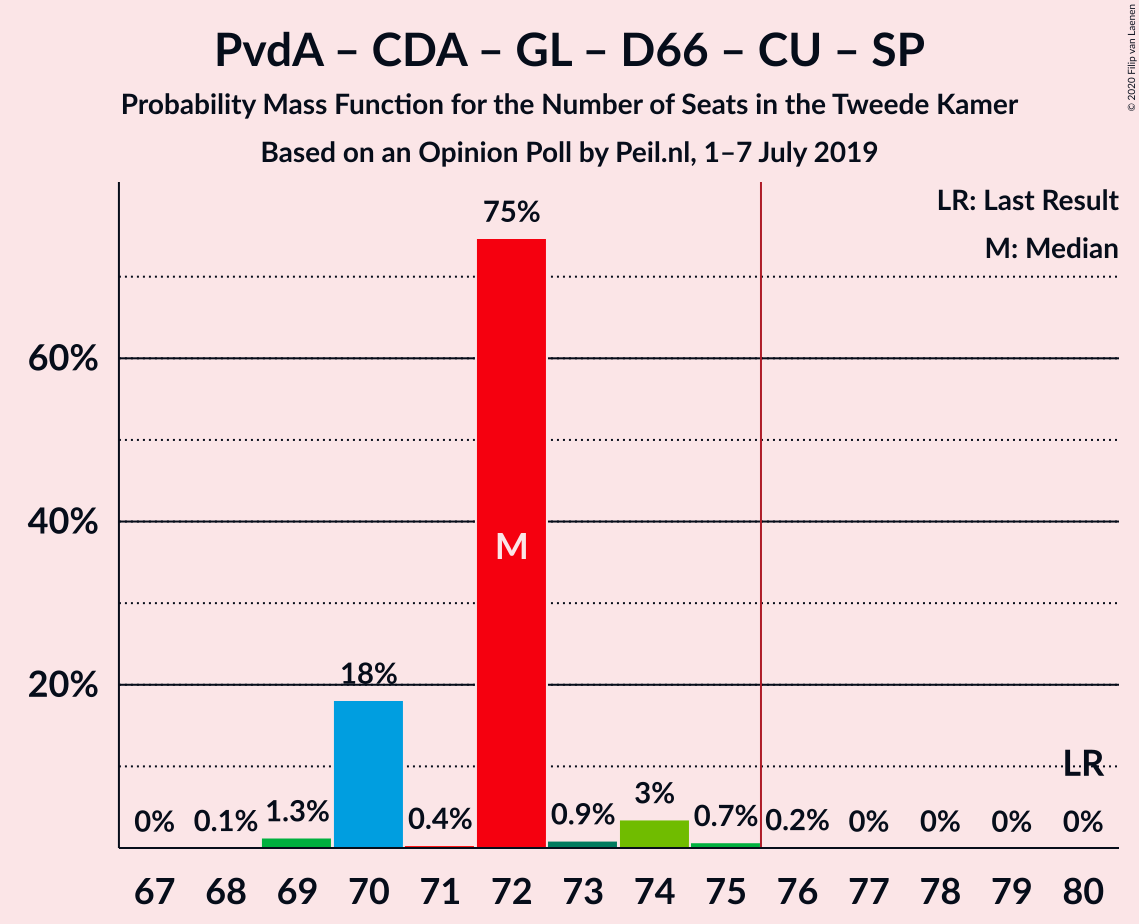 PvdA – CDA – GL – D66 – CU – SP
Probability Mass Function for the Number of Seats in the Tweede Kamer
Based on an Opinion Poll by Peil.nl, 1–7 July 2019
© 2020 Filip van Laenen
LR: Last Result
M: Median
75%
60%
40%
M
18%
20%
LR
0% 0.1% 1.3% 0.4% 0.9% 3% 0.7% 0.2% 0% 0% 0% 0%
67 68 69 70 71 72 73 74 75 76 77 78 79 80